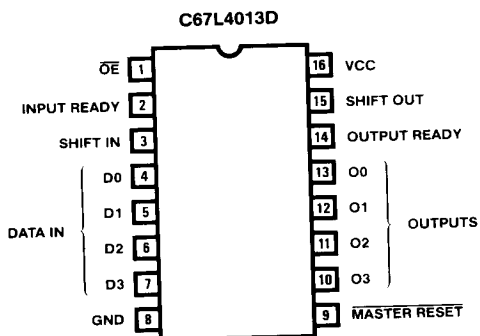 C67L4013D
OE 1
INPUT READY 2
SHIFT IN 3
D0 4
D1 5
DATA IN
D2 6
D3 7
GND 8
16 VCC
15 SHIFT OUT
14 OUTPUT READY
13 O0
12 O1
OUTPUTS
11 O2
10 O3
9 MASTER RESET